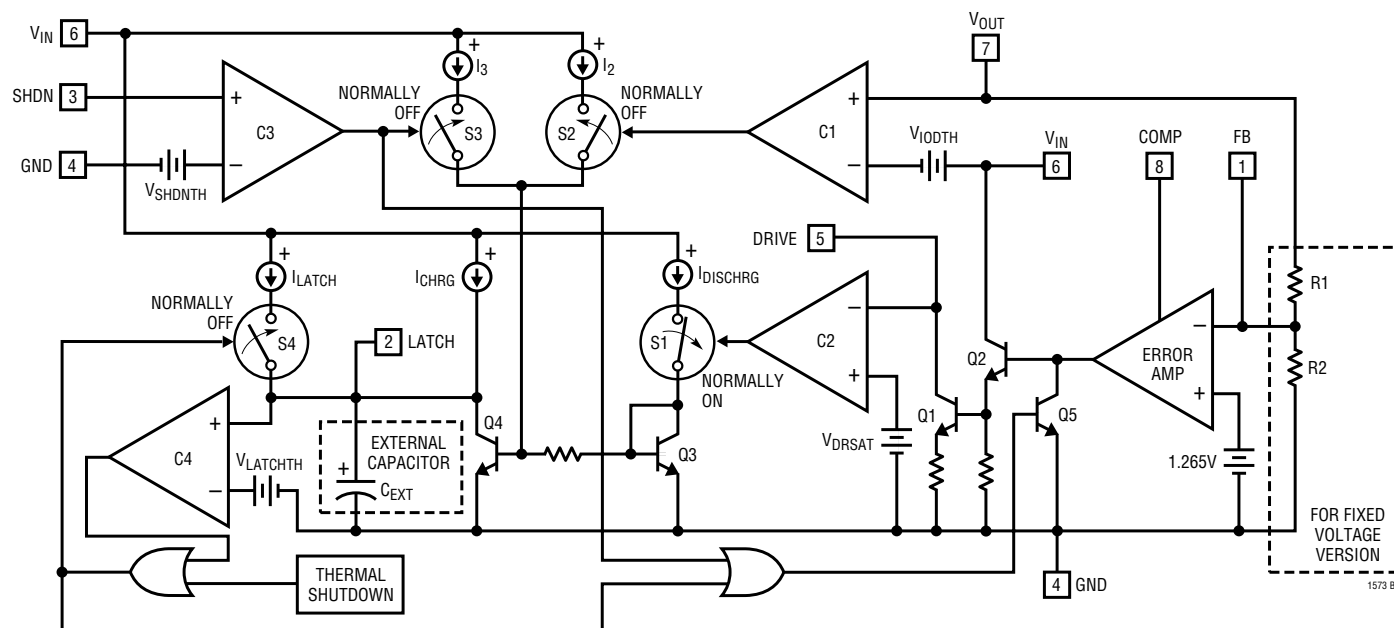 VIN 6
SHDN 3
GND 4
VSHDNTH
+
−
C3
NORMALLY
OFF
+
I3
S3
+
I2
S2
NORMALLY
OFF
VOUT
7
+
−
C1
VIODTH
VIN
6
COMP
8
FB
1
DRIVE 5
+
ILATCH
NORMALLY
OFF
S4
+
ICHRG
2 LATCH
+
IDISCHRG
S1
NORMALLY
ON
−
+
C2
VDRSAT
Q2
Q1
Q5
ERROR
AMP
−
+
1.265V
R1
R2
+
−
C4
VLATCHTH
EXTERNAL
CAPACITOR
+
CEXT
Q4
Q3
THERMAL
SHUTDOWN
4 GND
FOR FIXED
VOLTAGE
VERSION
1573 B